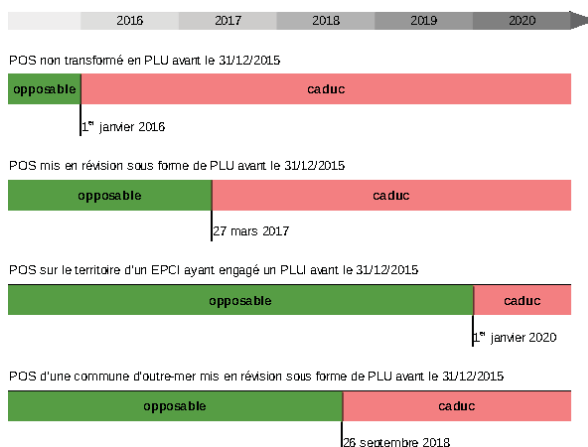 2016 2017 2018 2019 2020
POS non transformé en PLU avant le 31/12/2015
opposable caduc
1er janvier 2016
POS mis en révision sous forme de PLU avant le 31/12/2015
opposable caduc
27 mars 2017
POS sur le territoire d'un EPCI ayant engagé un PLUI avant le 31/12/2015
opposable caduc
1er janvier 2020
POS d'une commune d'outre-mer mis en révision sous forme de PLU avant le 31/12/2015
opposable caduc
26 septembre 2018